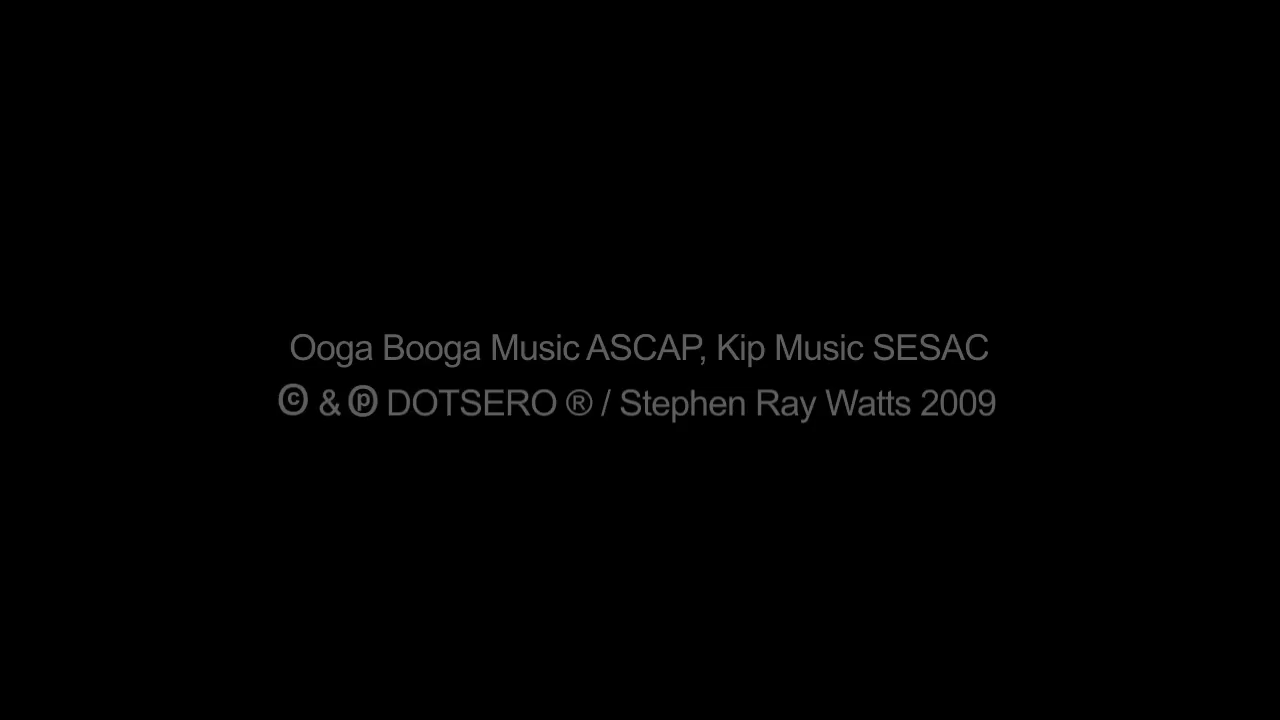 Ooga Booga Music ASCAP, Kip Music SESAC
© & ℗ DOTSERO ® / Stephen Ray Watts 2009